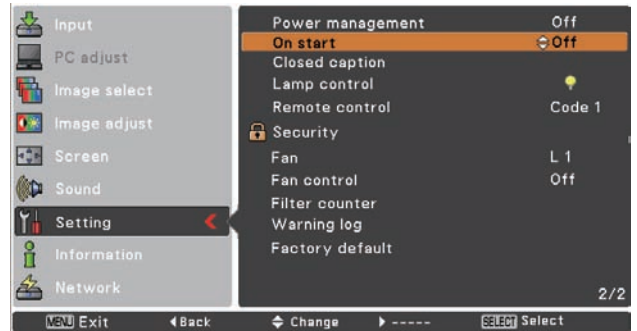 Input
PC adjust
Image select
Image adjust
Screen
Sound
Setting
Information
Network
Power management Off
On start Off
Closed caption
Lamp control
Remote control Code 1
Security
Fan L 1
Fan control Off
Filter counter
Warning log
Factory default
2/2
MENU Exit Back Change ----- SELECT Select